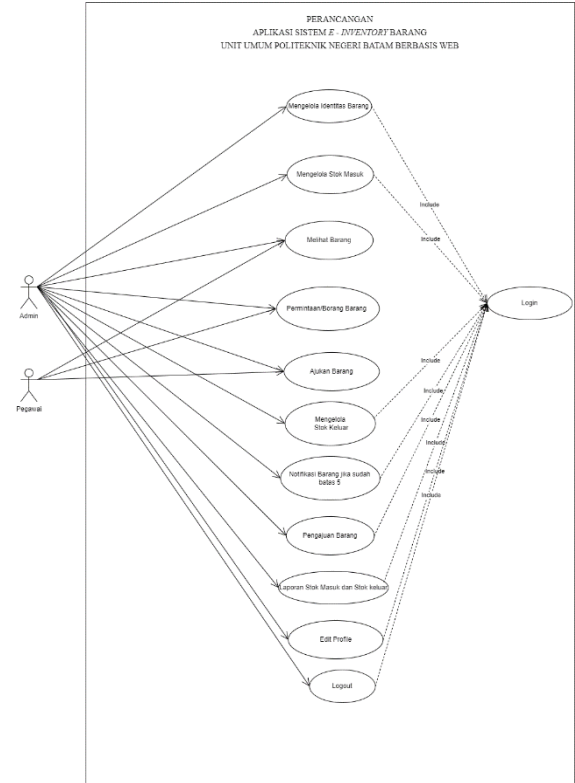 PERANCANGAN
APLIKASI SISTEM E - INVENTORY BARANG
UNIT UMUM POLITEKNIK NEGERI BATAM BERBASIS WEB
Mengelola Identitas Barang
Mengelola Stok Masuk
Include
Include
Melihat Barang
Admin
Permintaan/Borang Barang
Login
Include
Ajukan Barang
Pegawai
Include
Mengelola
Stok Keluar
Include
Include
Notifikasi Barang jika sudah
batas 5
Include
Include
Pengajuan Barang
Laporan Stok Masuk dan Stok keluar
Edit Profile
Logout